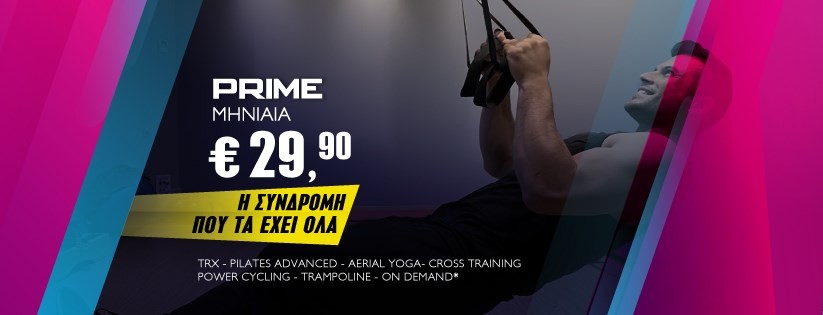 PRIME
ΜΗΝΙΑΙΑ
€ 29,90
Η ΣΥΝΔΡΟΜΗ
ΠΟΥ ΤΑ ΕΧΕΙ ΟΛΑ
TRX - PILATES ADVANCED - AERIAL YOGA- CROSS TRAINING
POWER CYCLING - TRAMPOLINE - ON DEMAND*